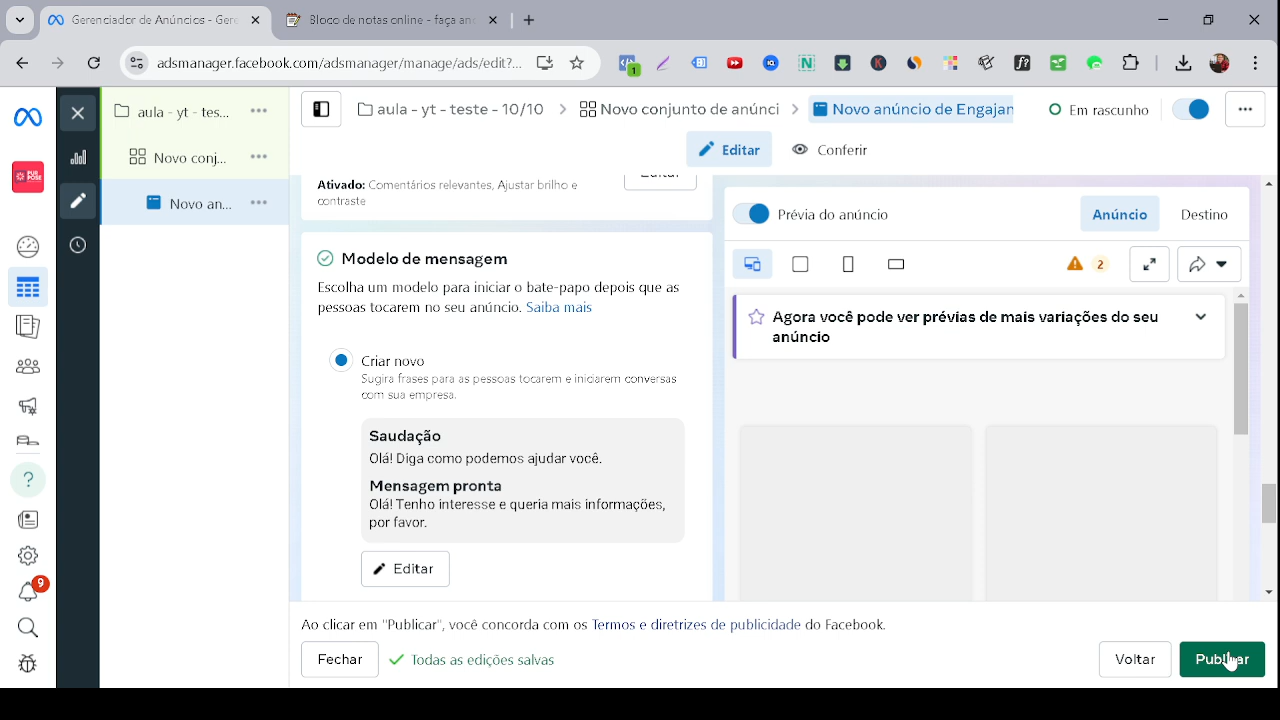 Gerenciador de Anúncios - Gere
Bloco de notas online - faça ano
adsmanager.facebook.com/adsmanager/manage/ads/edit?...
1
PUR
POSE
aula - yt - tes...
Novo conj...
Novo an...
aula - yt - teste - 10/10
Novo conjunto de anúnci
Novo anúncio de Engajan
Em rascunho
Editar
Conferir
Ativado: Comentários relevantes, Ajustar brilho e
contraste
Editar
Modelo de mensagem
Escolha um modelo para iniciar o bate-papo depois que as
pessoas tocarem no seu anúncio. Saiba mais
Criar novo
Sugira frases para as pessoas tocarem e iniciarem conversas
com sua empresa.
Saudação
Olá! Diga como podemos ajudar você.
Mensagem pronta
Olá! Tenho interesse e queria mais informações,
por favor.
Editar
Prévia do anúncio
Anúncio
Destino
2
Agora você pode ver prévias de mais variações do seu
anúncio
9
Ao clicar em "Publicar", você concorda com os Termos e diretrizes de publicidade do Facebook.
Fechar
Todas as edições salvas
Voltar
Publicar